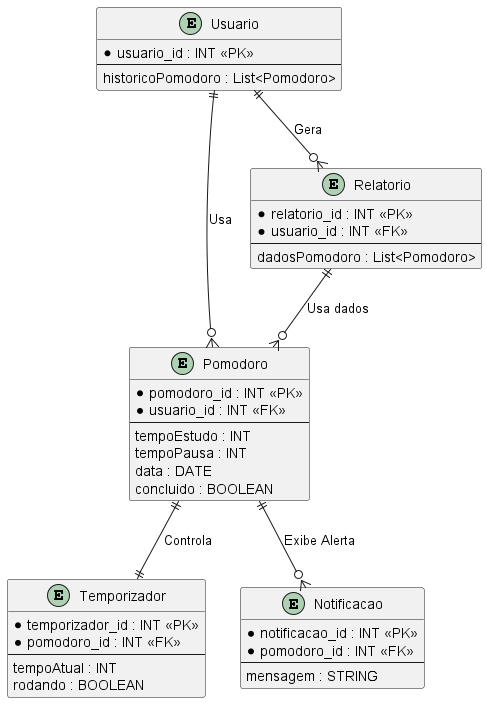 E Usuario
usuario_id : INT «PK»
historicoPomodoro : List<Pomodoro>
Gera
E Relatorio
relatorio_id : INT «PK»
usuario_id : INT «FK»
dadosPomodoro : List<Pomodoro>
Usa
Usa dados
E Pomodoro
pomodoro_id : INT «PK»
usuario_id : INT «FK»
tempoEstudo : INT
tempoPausa : INT
data : DATE
concluido : BOOLEAN
Controla
Exibe Alerta
E Temporizador
temporizador_id : INT «PK»
pomodoro_id : INT «FK»
tempoAtual : INT
rodando : BOOLEAN
E Notificacao
notificacao_id : INT «PK»
pomodoro_id : INT «FK»
mensagem : STRING